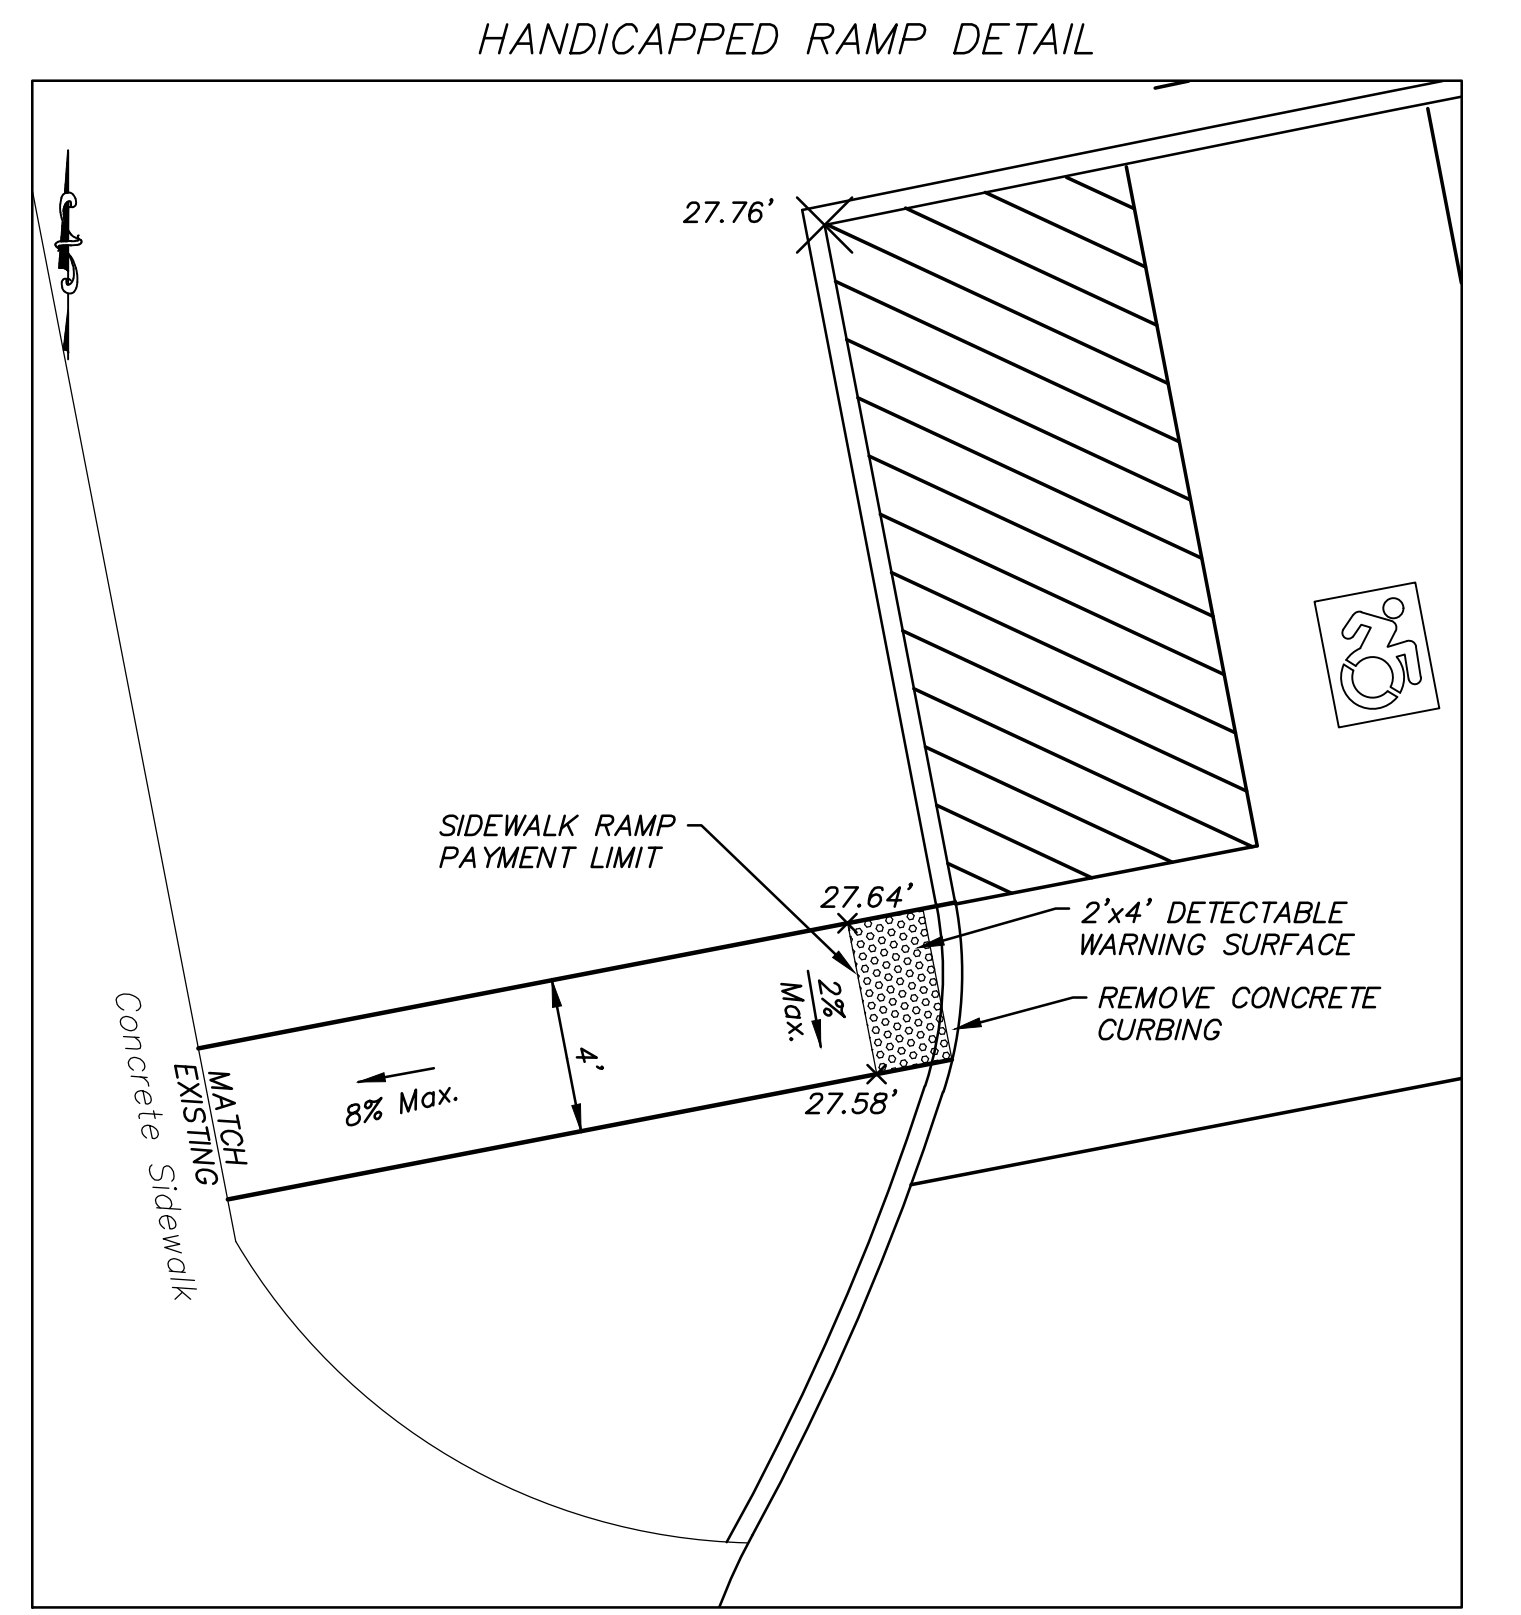 HANDICAPPED RAMP DETAIL
27.76'
SIDEWALK RAMP
PAYMENT LIMIT
27.64'
2'x4' DETECTABLE
WARNING SURFACE
2%
Max.
REMOVE CONCRETE
CURBING
4'
8% Max.
27.58'
MATCH
EXISTING
Concrete Sidewalk